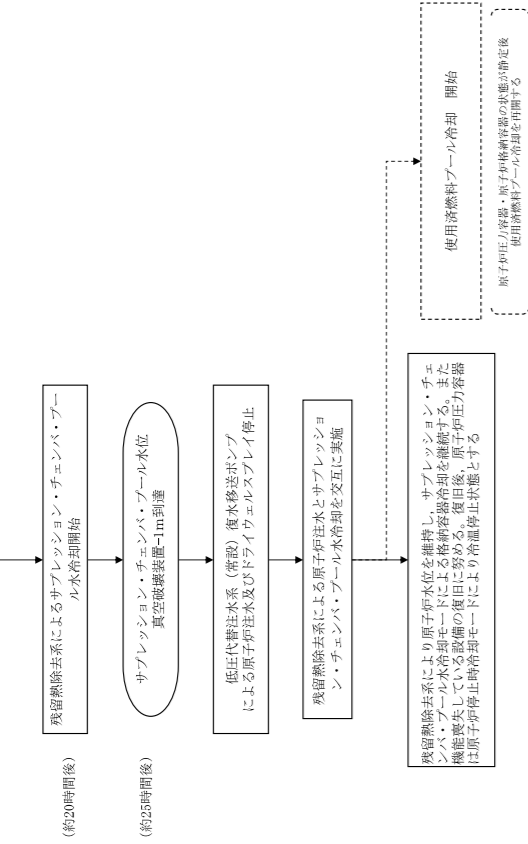 (約20時間後)
残留熱除去系によるサプレッション・チェンバ・プー
ル水冷却開始
(約25時間後)
サプレッション・チェンバ・プール水位
真空破壊装置-1m到達
低圧代替注水系（常設）復水移送ポンプ
による原子炉注水及びドライウェルスプレイ停止
残留熱除去系による原子炉注水とサプレッショ
ン・チェンバ・プール水冷却を交互に実施
残留熱除去系により原子炉水位を維持し，サプレッション・チェ
ンバ・プール水冷却モードによる格納容器冷却を継続する。また
機能喪失している設備の復旧に努める。復旧後，原子炉圧力容器
は原子炉停止時冷却モードにより冷温停止状態とする
使用済燃料プール冷却　開始
原子炉圧力容器・原子炉格納容器の状態が静定後
使用済燃料プール冷却を再開する